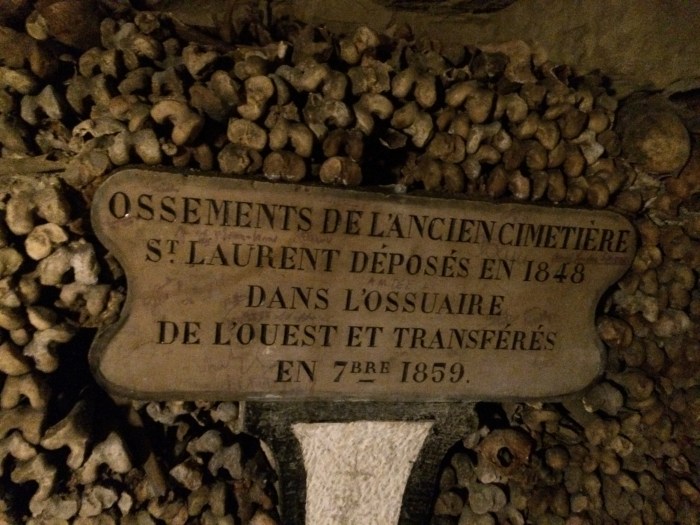 OSSEMENTS DE L'ANCIEN CIMETIÈRE
ST. LAURENT DÉPOSÉS EN 1848
DANS L'OSSUAIRE
DE L'OUEST ET TRANSFÉRÉS
EN 7BRE 1859.